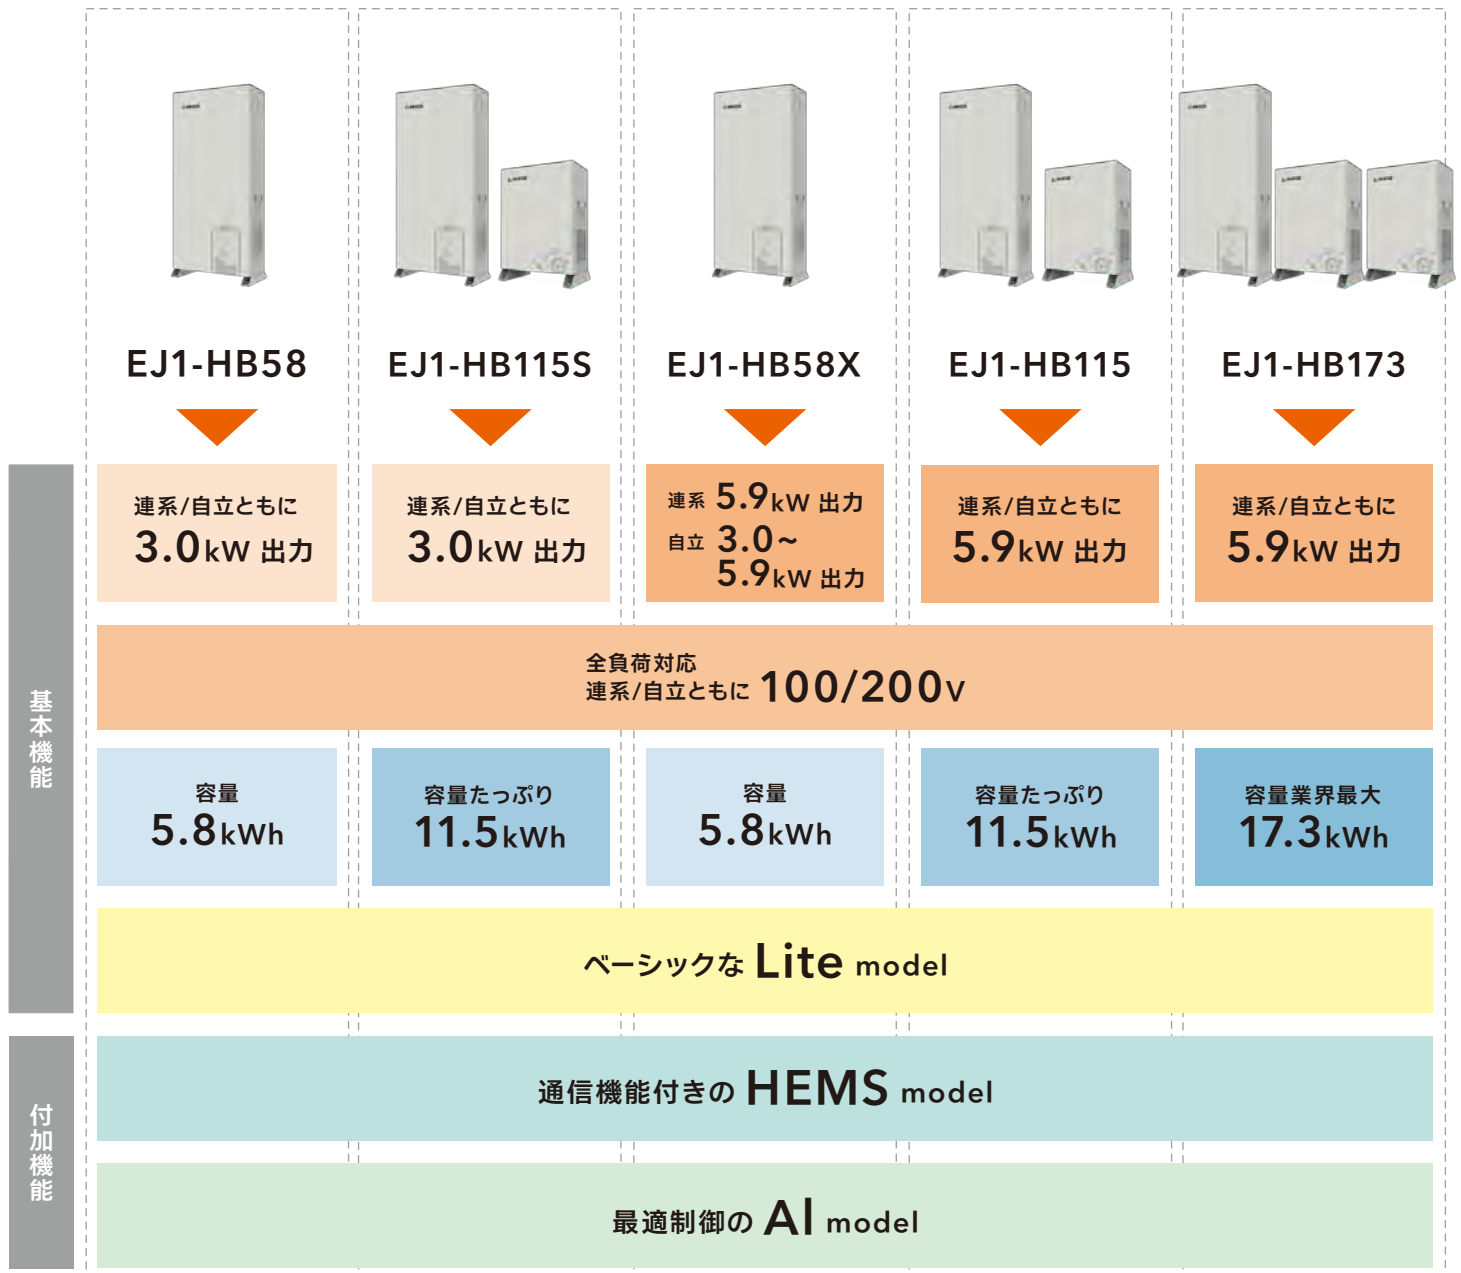 EJ1-HB58
EJ1-HB115S
EJ1-HB58X
EJ1-HB115
EJ1-HB173
基本機能
連系/自立ともに
3.0kW 出力
連系/自立ともに
3.0kW 出力
連系 5.9kW 出力
自立 3.0~
5.9kW 出力
連系/自立ともに
5.9kW 出力
連系/自立ともに
5.9kW 出力
全負荷対応
連系/自立ともに 100/200V
容量
5.8kWh
容量たっぷり
11.5kWh
容量
5.8kWh
容量たっぷり
11.5kWh
容量業界最大
17.3kWh
ベーシックな Lite model
付加機能
通信機能付きの HEMS model
最適制御の AI model